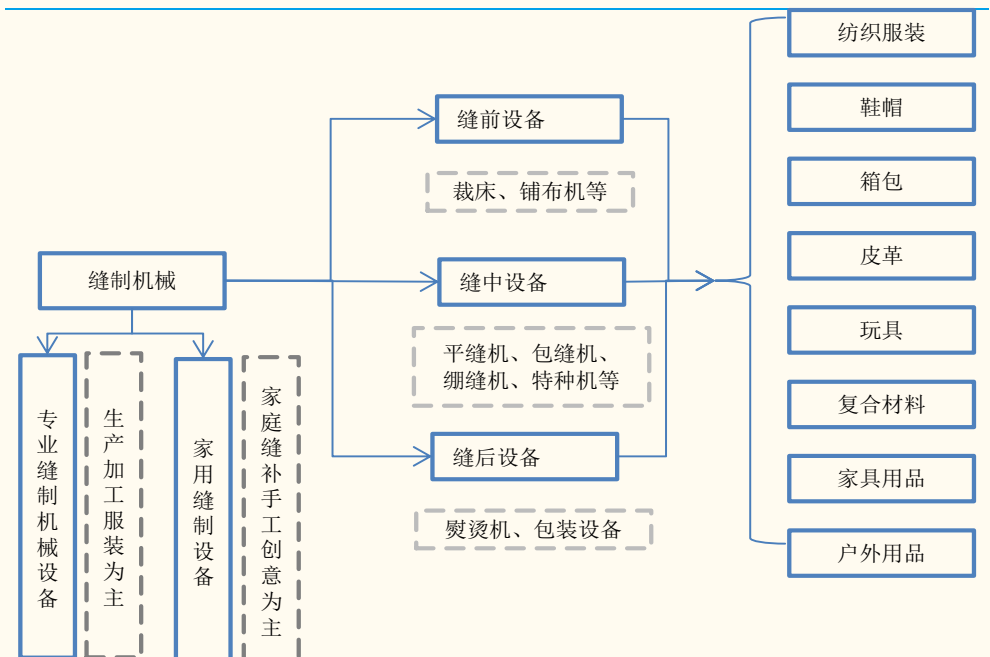 缝制机械
专业缝制机械设备
生产加工服装为主
家用缝制设备
家庭缝补手工创意为主
缝前设备
裁床、铺布机等
缝中设备
平缝机、包缝机、
绷缝机、特种机等
缝后设备
熨烫机、包装设备
纺织服装
鞋帽
箱包
皮革
玩具
复合材料
家具用品
户外用品